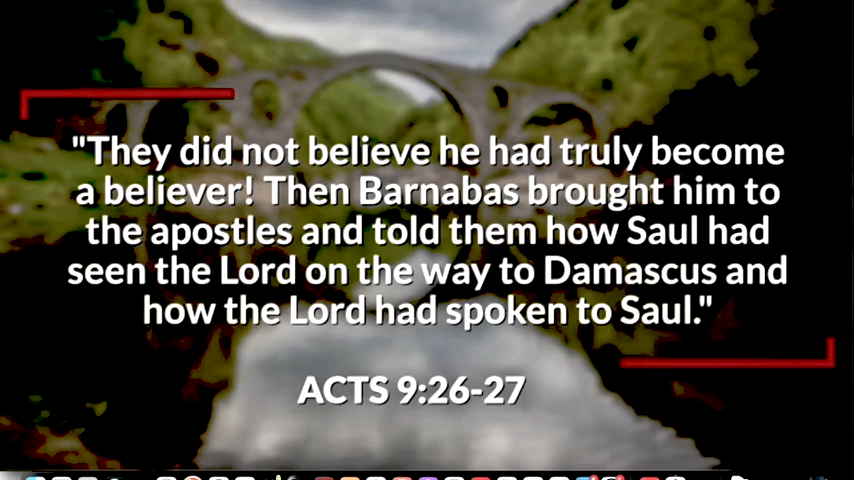 "They did not believe he had truly become
a believer! Then Barnabas brought him to
the apostles and told them how Saul had
seen the Lord on the way to Damascus and
how the Lord had spoken to Saul."
ACTS 9:26-27